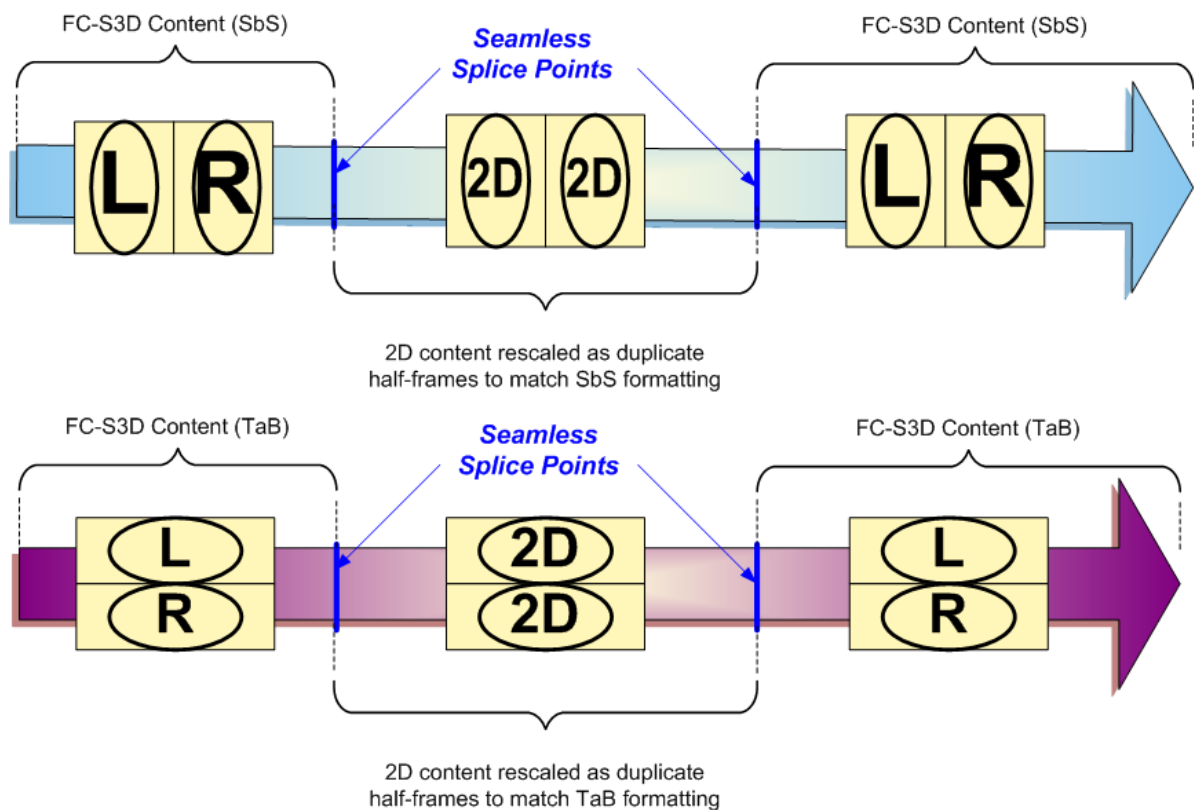 FC-S3D Content (SbS)
Seamless
Splice Points
FC-S3D Content (SbS)
L R
2D 2D
L R
2D content rescaled as duplicate
half-frames to match SbS formatting
FC-S3D Content (TaB)
Seamless
Splice Points
FC-S3D Content (TaB)
L
R
2D
2D
L
R
2D content rescaled as duplicate
half-frames to match TaB formatting